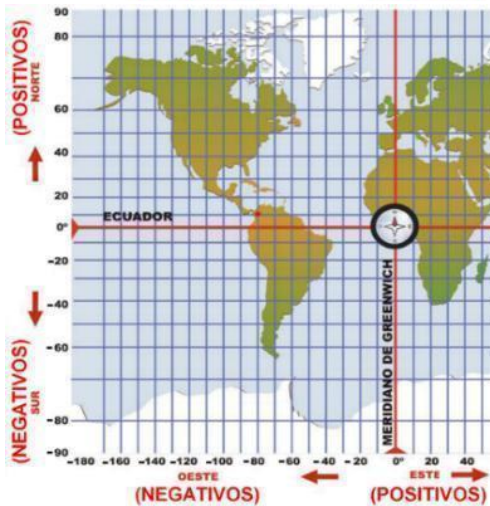 90
80
60
40
20
0°
-20
-40
-60
-80
-90
(POSITIVOS)
NORTE
(NEGATIVOS)
SUR
ECUADOR
MERIDIANO DE GREENWICH
-180 -160 -140 -120 -100 -80 -60 -40 -20 0° 20 40
OESTE
ESTE
(NEGATIVOS)
(POSITIVOS)